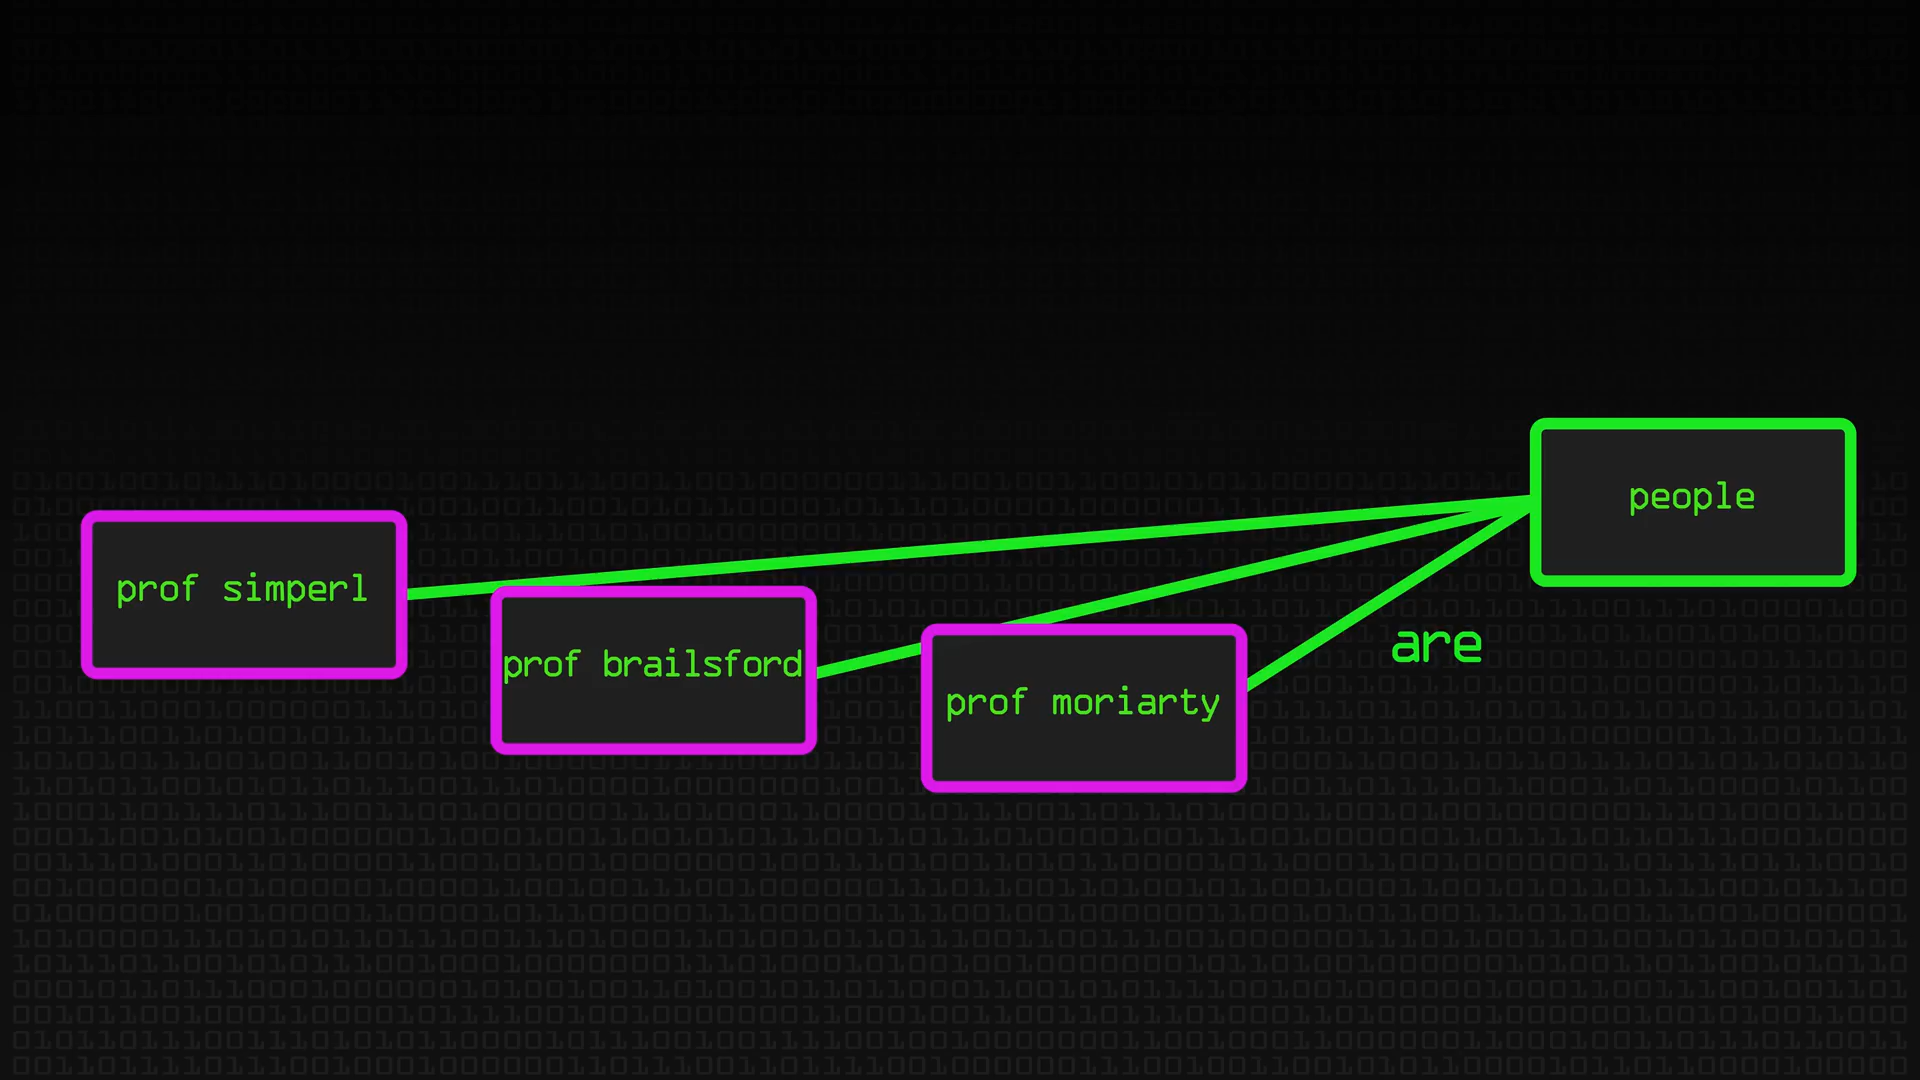 people
prof simperl
are
prof brailsford
prof moriarty